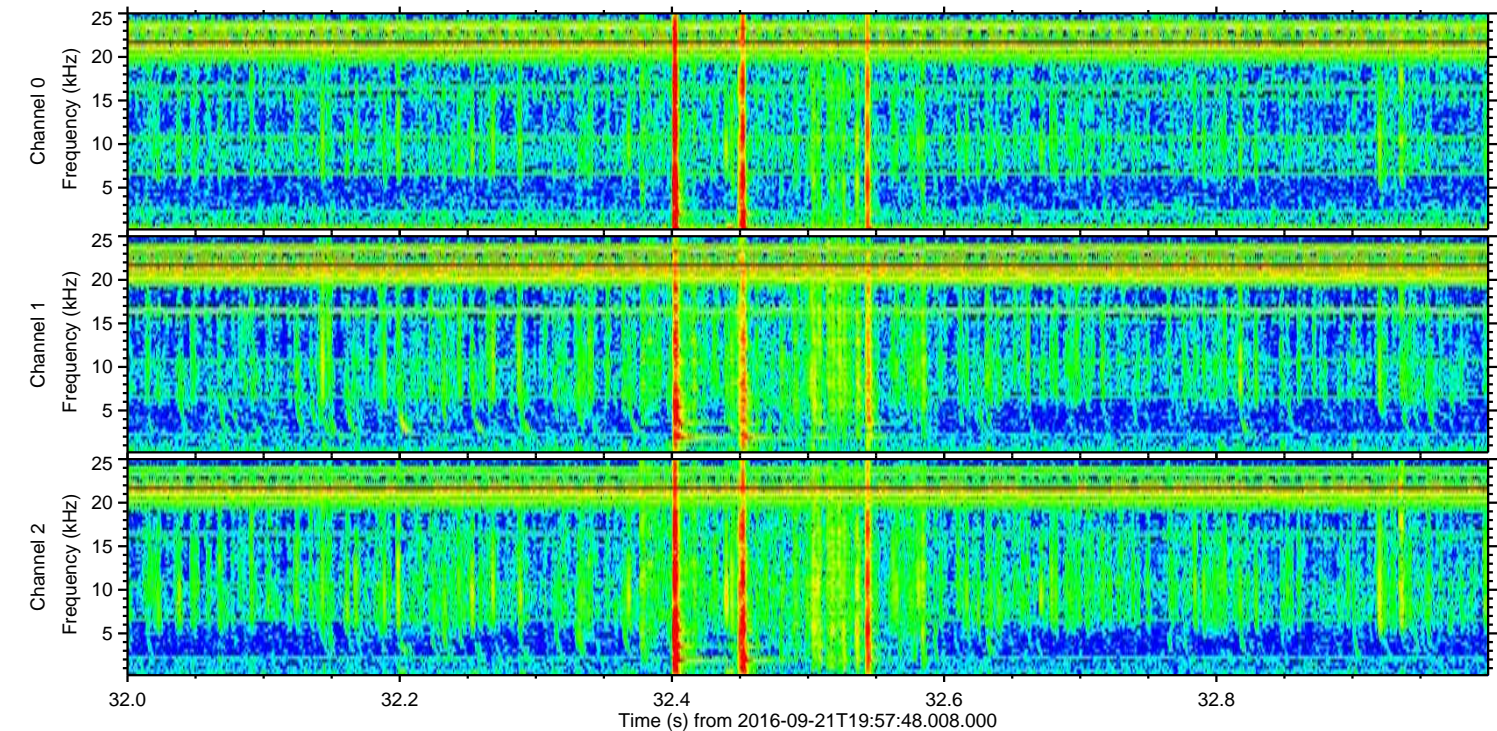 Channel 0
Frequency (kHz)
25
20
15
10
5
Channel 1
Frequency (kHz)
25
20
15
10
5
Channel 2
Frequency (kHz)
25
20
15
10
5
32.0 32.2 32.4 32.6 32.8
Time (s) from 2016-09-21T19:57:48.008.000